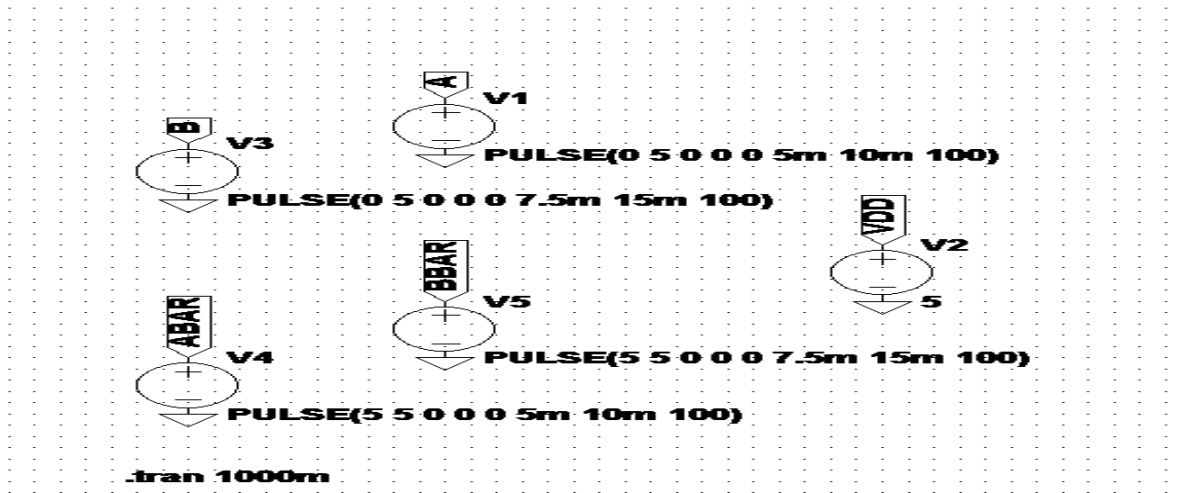 A
V1
PULSE(0 5 0 0 0 5m 10m 100)
B
V3
PULSE(0 5 0 0 0 7.5m 15m 100)
VDD
V2
5
BBAR
V5
PULSE(5 5 0 0 0 7.5m 15m 100)
ABAR
V4
PULSE(5 5 0 0 0 5m 10m 100)
.tran 1000m